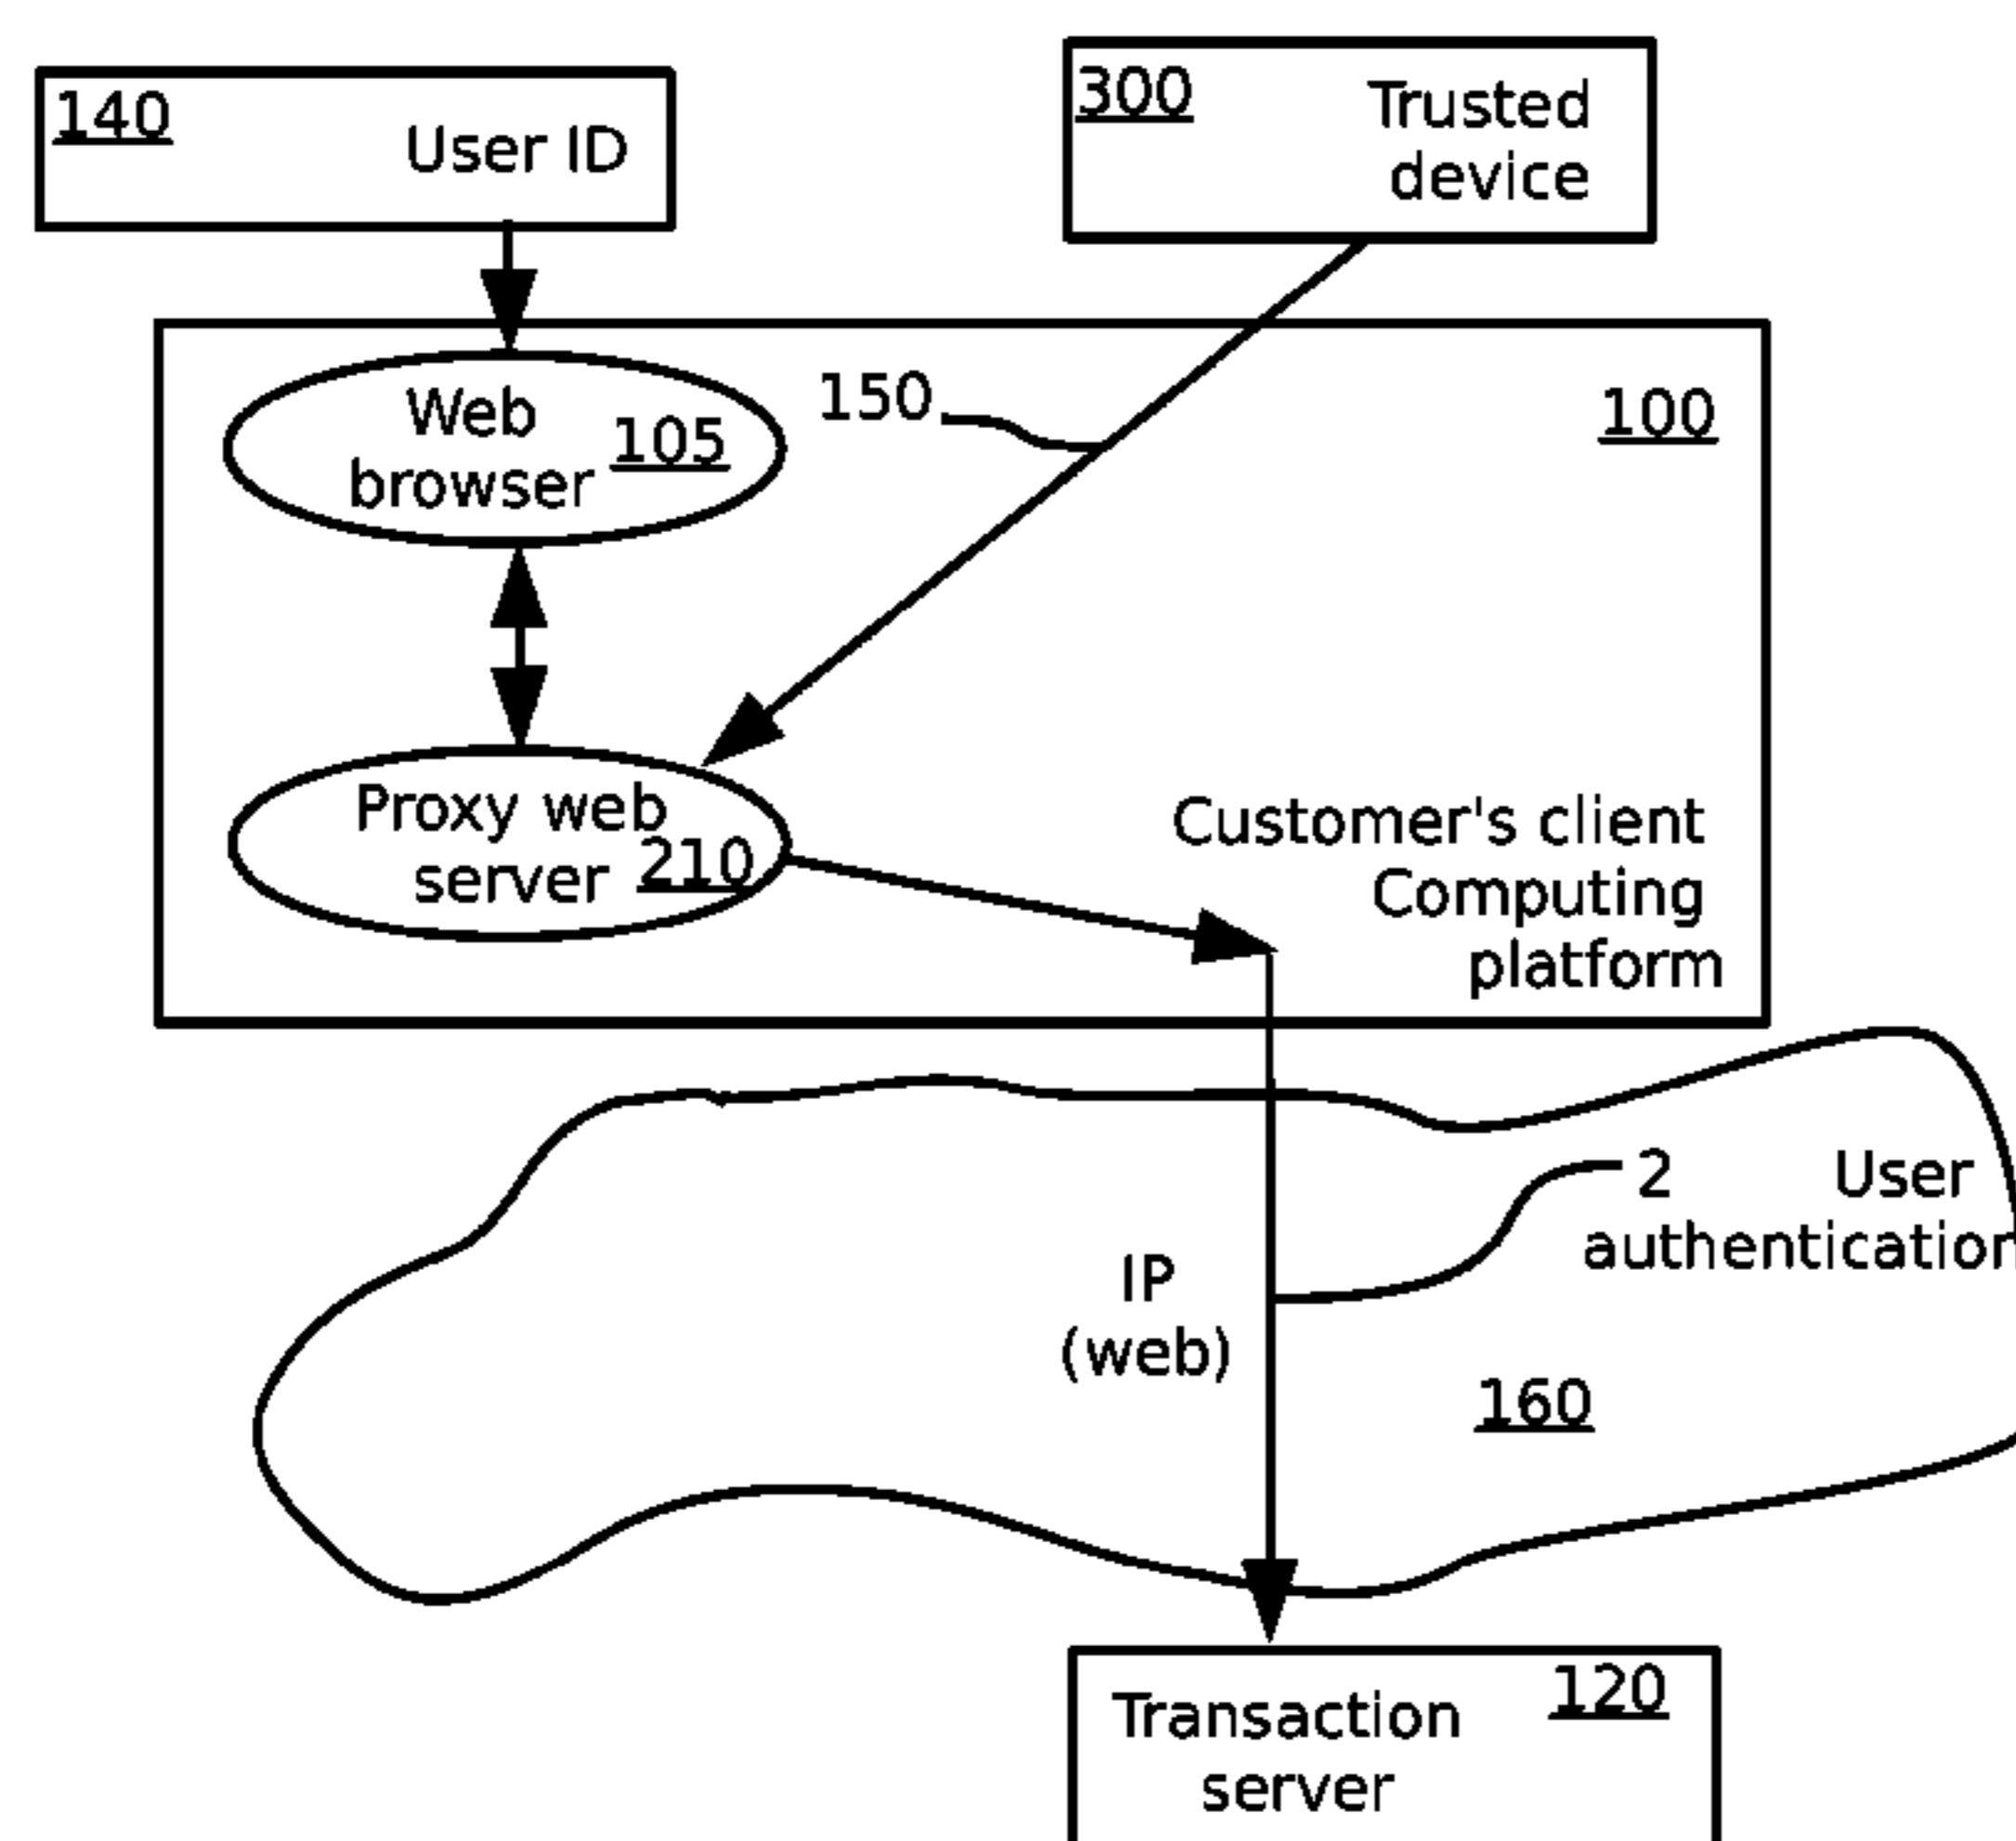 140
User ID
300
Trusted
device
Web
browser 105
150
100
Proxy web
server 210
Customer's client
Computing
platform
2 User
authentication
IP
(web)
160
120
Transaction
server